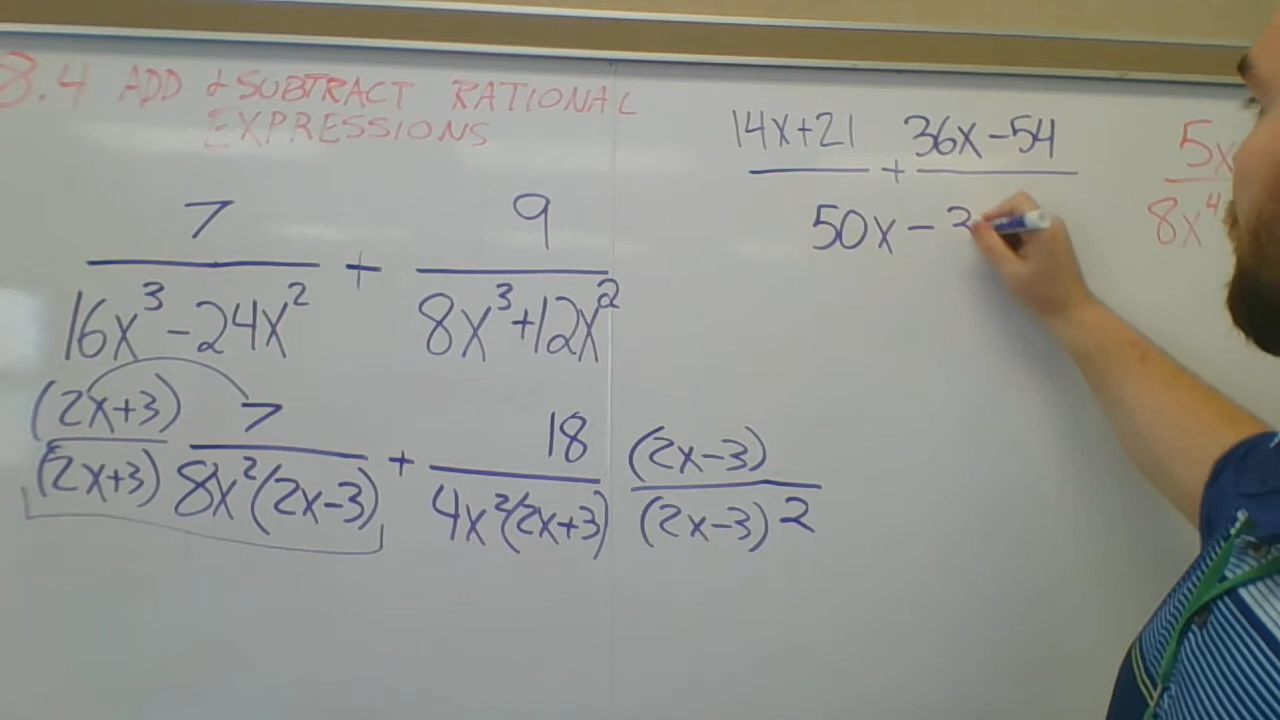 8.4 ADD & SUBTRACT RATIONAL
EXPRESSIONS
7 + 9
16x³-24x² 8x³+12x²
(2x+3) 7 + 18 (2x-3)
(2x+3) 8x²(2x-3) 4x²(2x+3) (2x-3) 2
14x+21 + 36x-54
50x-3
5x
8x⁴